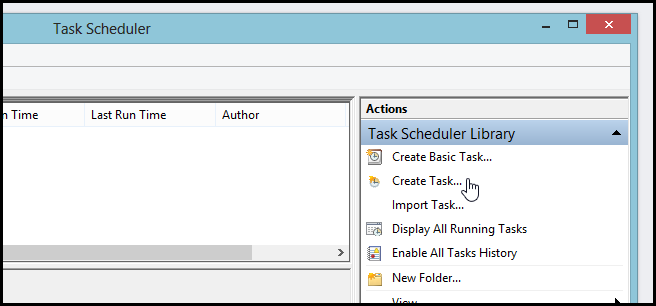 Task Scheduler
Time
Last Run Time
Author
Actions
Task Scheduler Library
Create Basic Task...
Create Task...
Import Task...
Display All Running Tasks
Enable All Tasks History
New Folder...
View